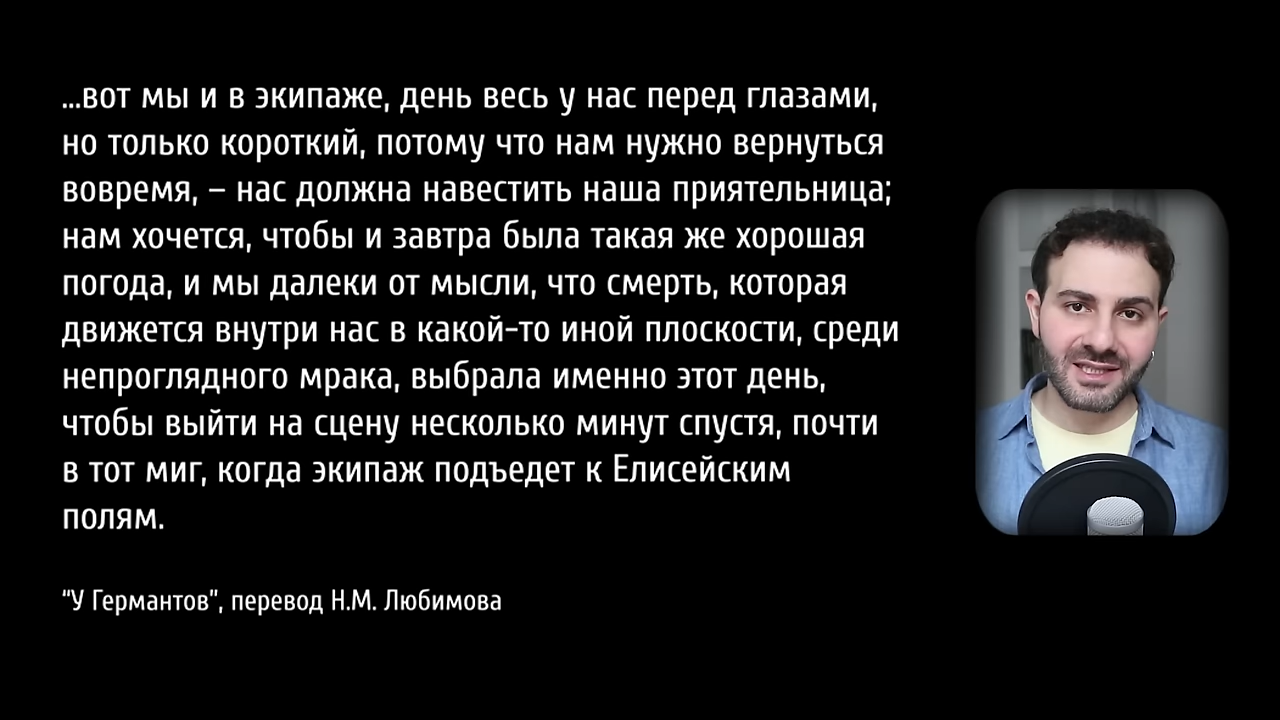 ...вот мы и в экипаже, день весь у нас перед глазами,
но только короткий, потому что нам нужно вернуться
вовремя, – нас должна навестить наша приятельница;
нам хочется, чтобы и завтра была такая же хорошая
погода, и мы далеки от мысли, что смерть, которая
движется внутри нас в какой-то иной плоскости, среди
непроглядного мрака, выбрала именно этот день,
чтобы выйти на сцену несколько минут спустя, почти
в тот миг, когда экипаж подъедет к Елисейским
полям.
“У Германтов”, перевод Н.М. Любимова